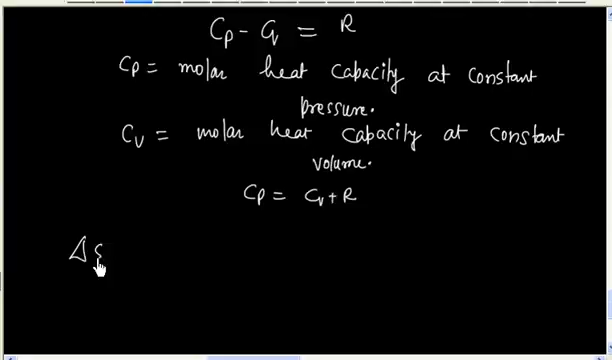 Cp - Cv = R
Cp = molar heat capacity at constant
pressure.
Cv = molar heat capacity at constant
volume.
Cp = Cv + R
Δ